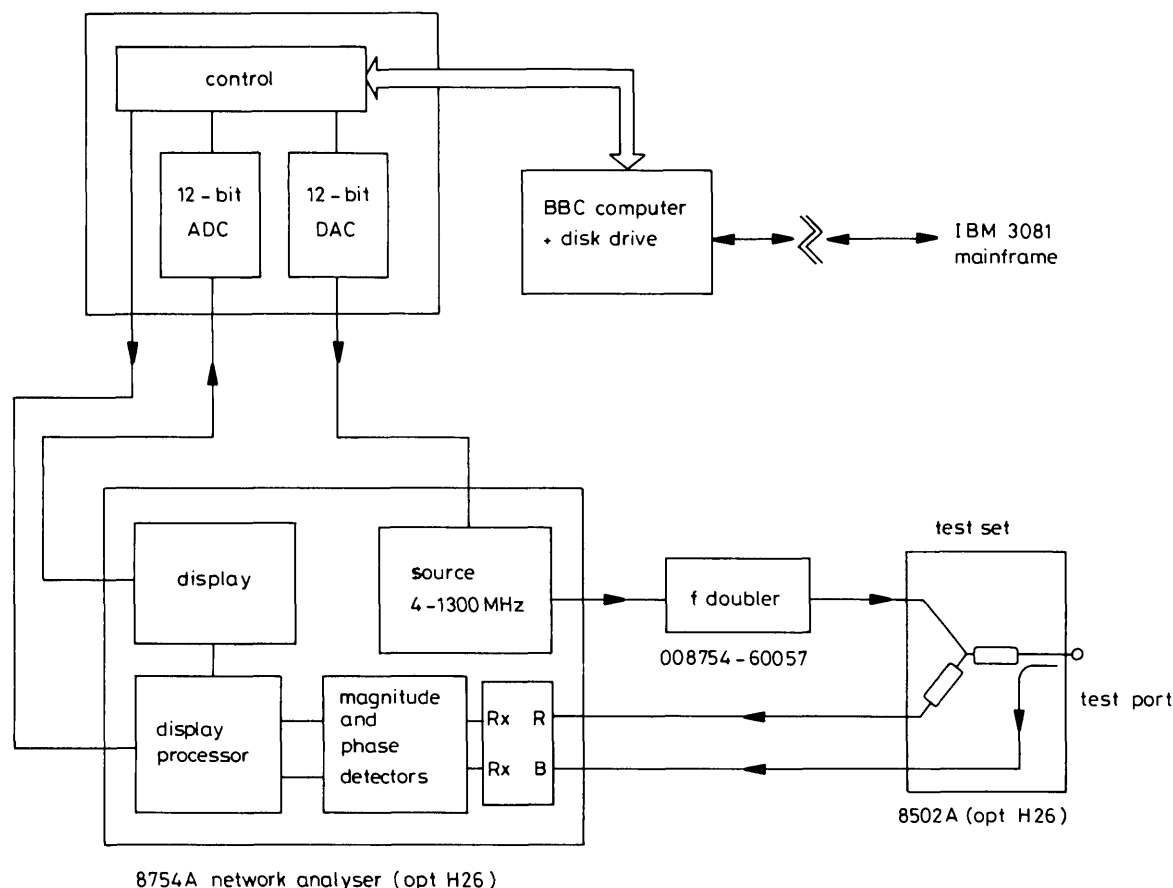 control
12-bit
ADC
12-bit
DAC
BBC computer
+ disk drive
IBM 3081
mainframe
display
source
4-1300 MHz
f doubler
008754-60057
test set
test port
8502A (opt H26)
display
processor
magnitude
and
phase
detectors
Rx R
Rx B
8754A network analyser (opt H26)